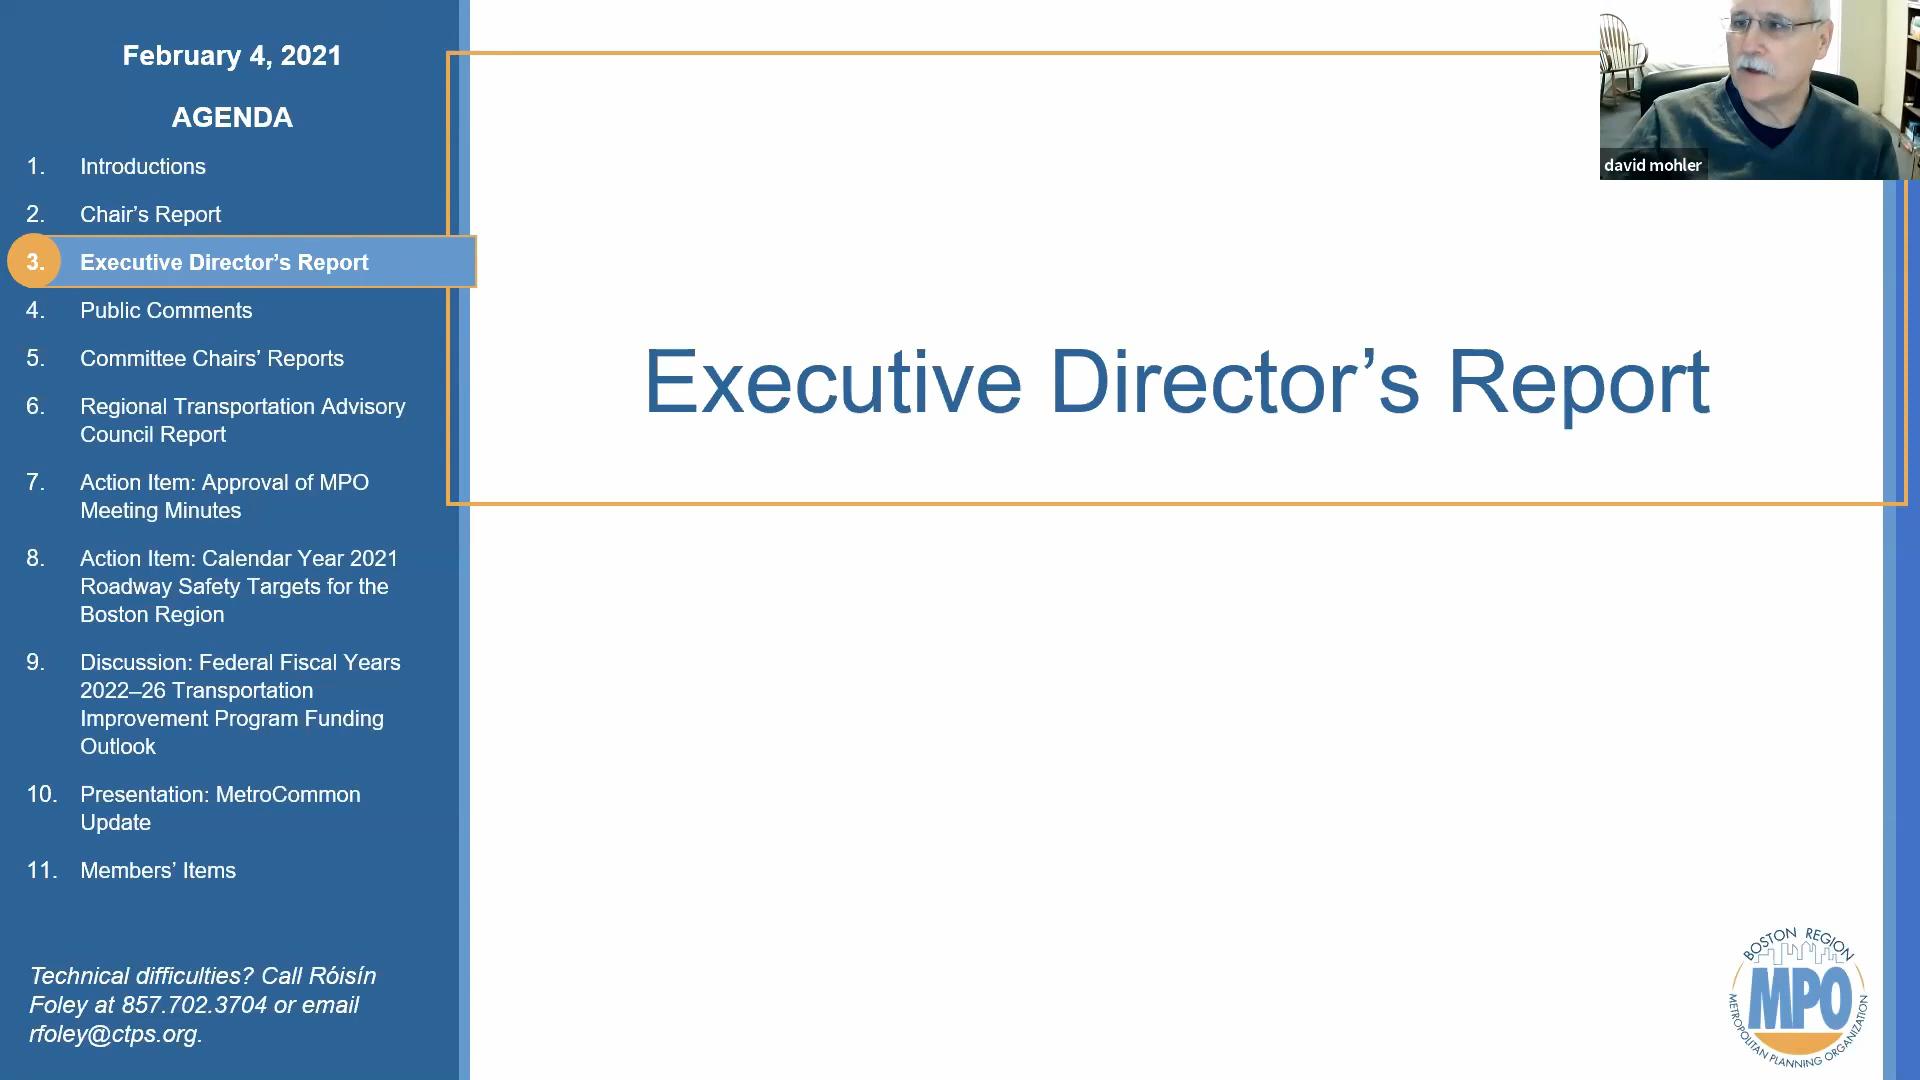 February 4, 2021
AGENDA
1. Introductions
2. Chair’s Report
3. Executive Director’s Report
4. Public Comments
5. Committee Chairs’ Reports
6. Regional Transportation Advisory
Council Report
7. Action Item: Approval of MPO
Meeting Minutes
8. Action Item: Calendar Year 2021
Roadway Safety Targets for the
Boston Region
9. Discussion: Federal Fiscal Years
2022–26 Transportation
Improvement Program Funding
Outlook
10. Presentation: MetroCommon
Update
11. Members’ Items
Technical difficulties? Call Róisín
Foley at 857.702.3704 or email
rfoley@ctps.org.
Executive Director’s Report
david mohler
BOSTON REGION
MPO
METROPOLITAN PLANNING ORGANIZATION